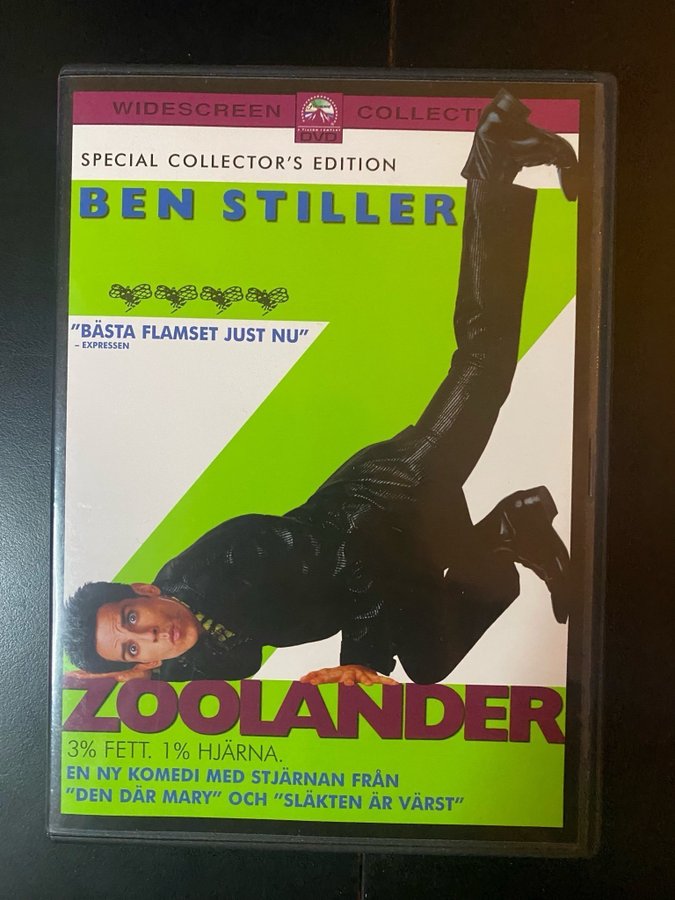 WIDESCREEN COLLECTI
DVD
SPECIAL COLLECTOR'S EDITION
BEN STILLER
"BÄSTA FLAMSET JUST NU"
– EXPRESSEN
ZOOLANDER
3% FETT. 1% HJÄRNA.
EN NY KOMEDI MED STJÄRNAN FRÅN
"DEN DÄR MARY" OCH "SLÄKTEN ÄR VÄRST"